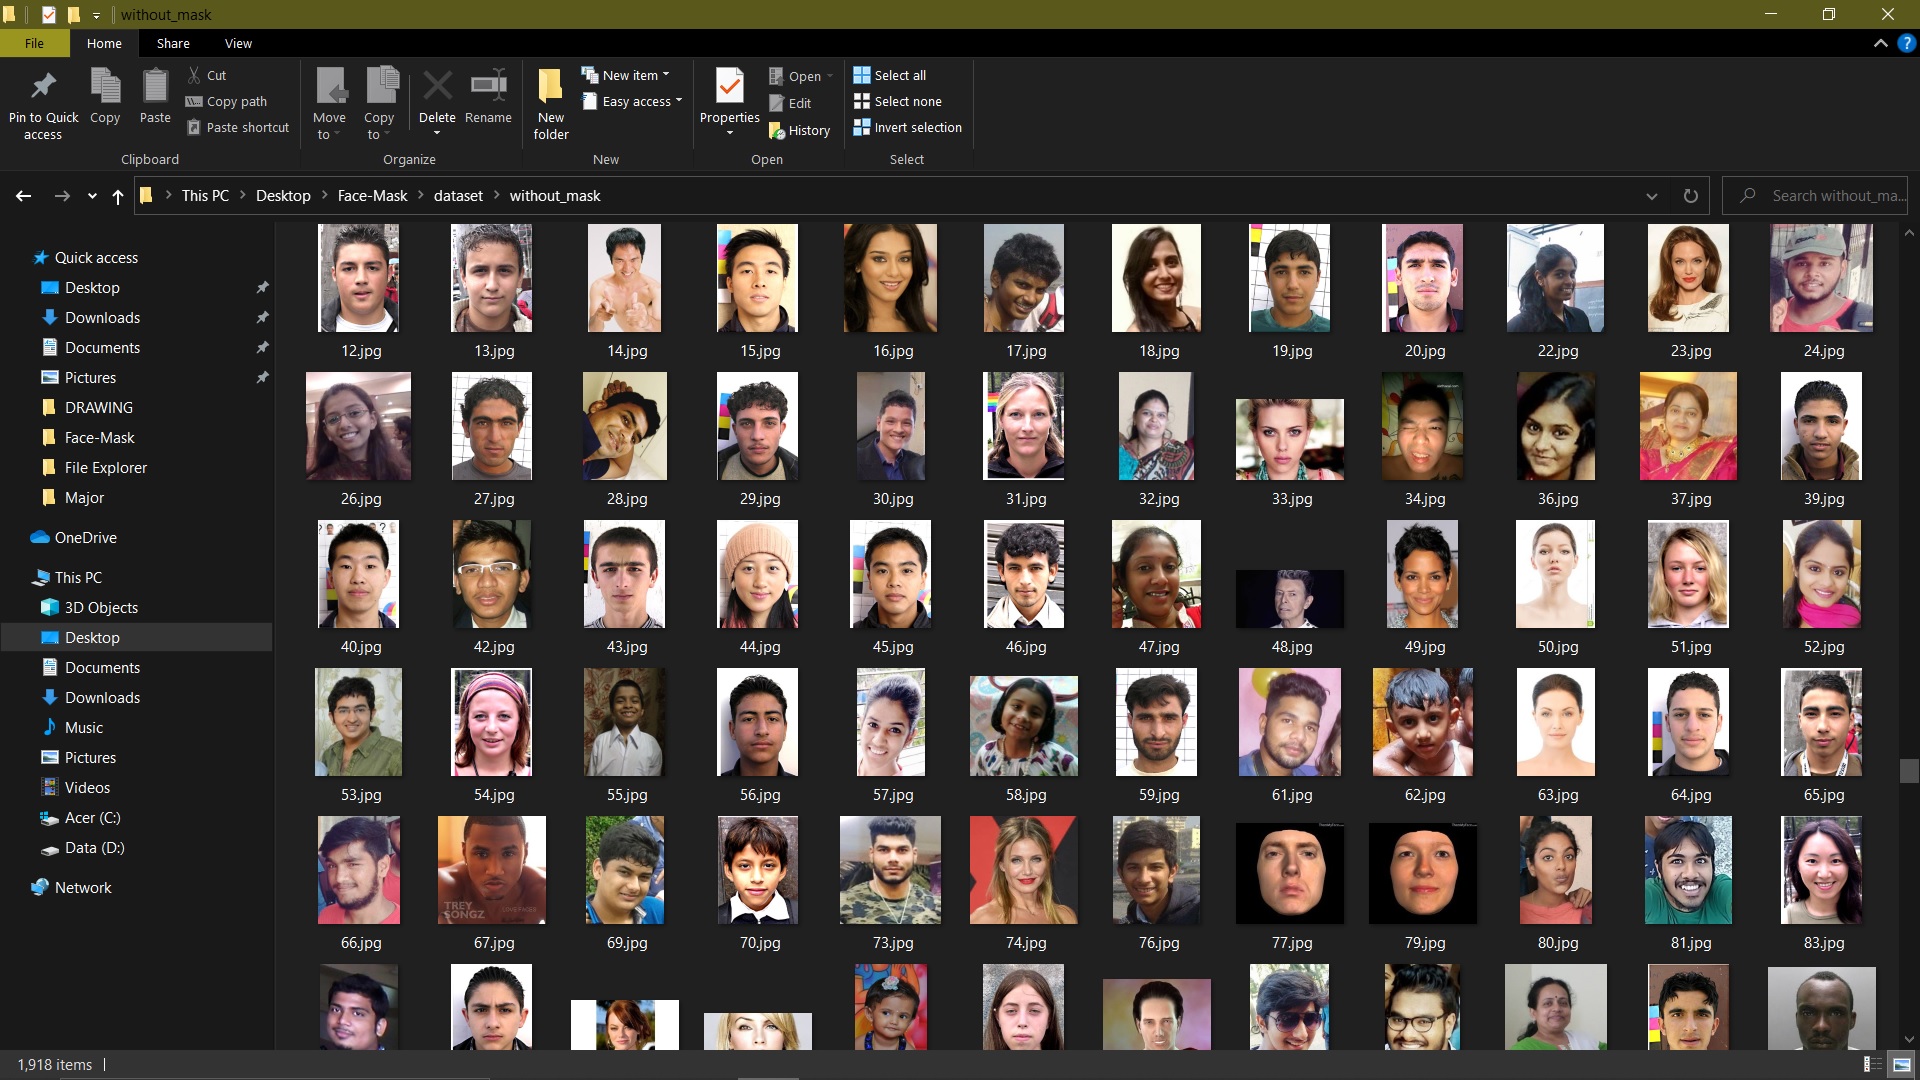 without_mask
File Home Share View
Pin to Quick access
Copy
Paste
Cut
Copy path
Paste shortcut
Clipboard
Move to
Copy to
Delete
Rename
Organize
New folder
New item
Easy access
New
Properties
Open
Edit
History
Open
Select all
Select none
Invert selection
Select
This PC > Desktop > Face-Mask > dataset > without_mask
Search without_ma...
Quick access
Desktop
Downloads
Documents
Pictures
DRAWING
Face-Mask
File Explorer
Major
OneDrive
This PC
3D Objects
Desktop
Documents
Downloads
Music
Pictures
Videos
Acer (C:)
Data (D:)
Network
12.jpg 13.jpg 14.jpg 15.jpg 16.jpg 17.jpg 18.jpg 19.jpg 20.jpg 22.jpg 23.jpg 24.jpg
26.jpg 27.jpg 28.jpg 29.jpg 30.jpg 31.jpg 32.jpg 33.jpg 34.jpg 36.jpg 37.jpg 39.jpg
40.jpg 42.jpg 43.jpg 44.jpg 45.jpg 46.jpg 47.jpg 48.jpg 49.jpg 50.jpg 51.jpg 52.jpg
53.jpg 54.jpg 55.jpg 56.jpg 57.jpg 58.jpg 59.jpg 61.jpg 62.jpg 63.jpg 64.jpg 65.jpg
TREY
SONGZ
LOVE FACES
66.jpg 67.jpg 69.jpg 70.jpg 73.jpg 74.jpg 76.jpg 77.jpg 79.jpg 80.jpg 81.jpg 83.jpg
1,918 items